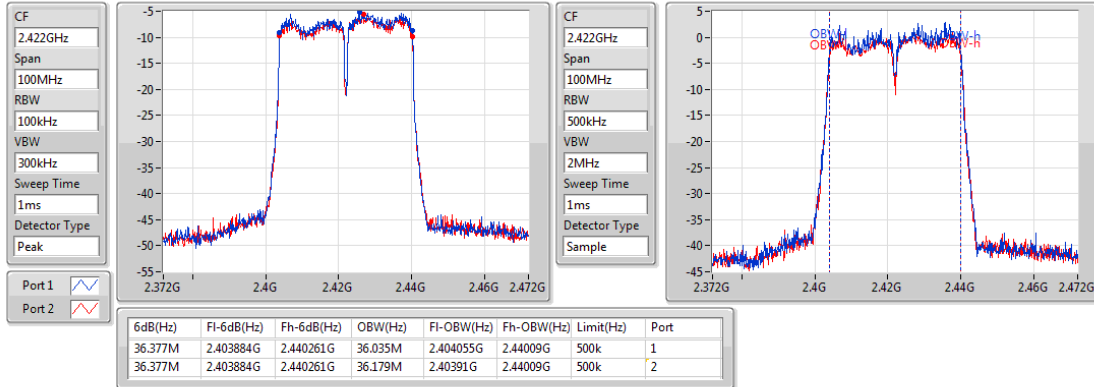 CF
2.422GHz
Span
100MHz
RBW
100kHz
VBW
300kHz
Sweep Time
1ms
Detector Type
Peak
Port 1
Port 2
-5
-10
-15
-20
-25
-30
-35
-40
-45
-50
-55
2.372G 2.4G 2.42G 2.44G 2.46G 2.472G
CF
2.422GHz
Span
100MHz
RBW
500kHz
VBW
2MHz
Sweep Time
1ms
Detector Type
Sample
5
0
-5
-10
-15
-20
-25
-30
-35
-40
-45
2.372G 2.4G 2.42G 2.44G 2.46G 2.472G
6dB(Hz) Fl-6dB(Hz) Fh-6dB(Hz) OBW(Hz) Fl-OBW(Hz) Fh-OBW(Hz) Limit(Hz) Port
36.377M 2.403884G 2.440261G 36.035M 2.404055G 2.44009G 500k 1
36.377M 2.403884G 2.440261G 36.179M 2.40391G 2.44009G 500k 2